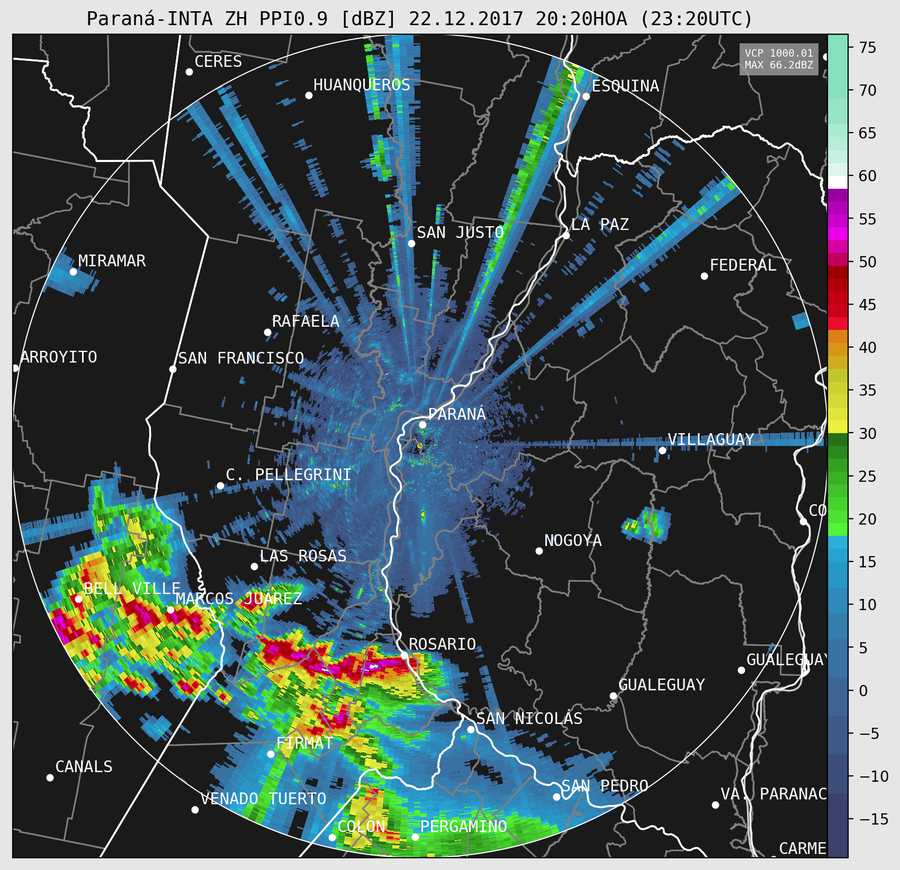 Paraná-INTA ZH PPI0.9 [dBZ] 22.12.2017 20:20HOA (23:20UTC)
VCP 1000.01
MAX 66.2dBZ
CERES
HUANQUEROS
ESQUINA
SAN JUSTO
LA PAZ
MIRAMAR
FEDERAL
RAFAELA
ARROYITO
SAN FRANCISCO
PARANÁ
VILLAGUAY
C. PELLEGRINI
CO
NOGOYA
LAS ROSAS
BELL VILLE
MARCOS JUAREZ
ROSARIO
GUALEGUAY
GUALEGUAY
SAN NICOLÁS
FIRMAT
CANALS
SAN PEDRO
VENADO TUERTO
VA. PARANAC
COLÓN
PERGAMINO
CARME
75
70
65
60
55
50
45
40
35
30
25
20
15
10
5
0
−5
−10
−15